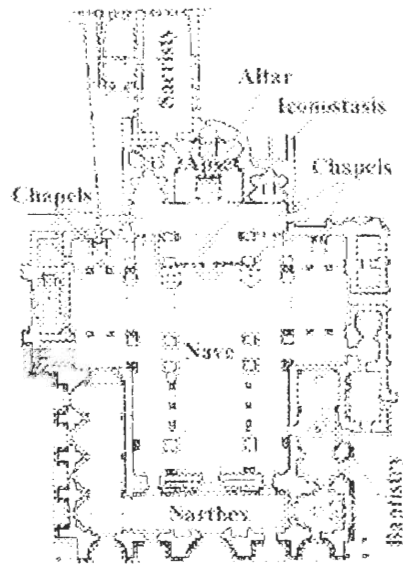 Sacristy
Altar
Iconostasis
Apse
Chapels
Chapels
Nave
Narthex
Baptistry